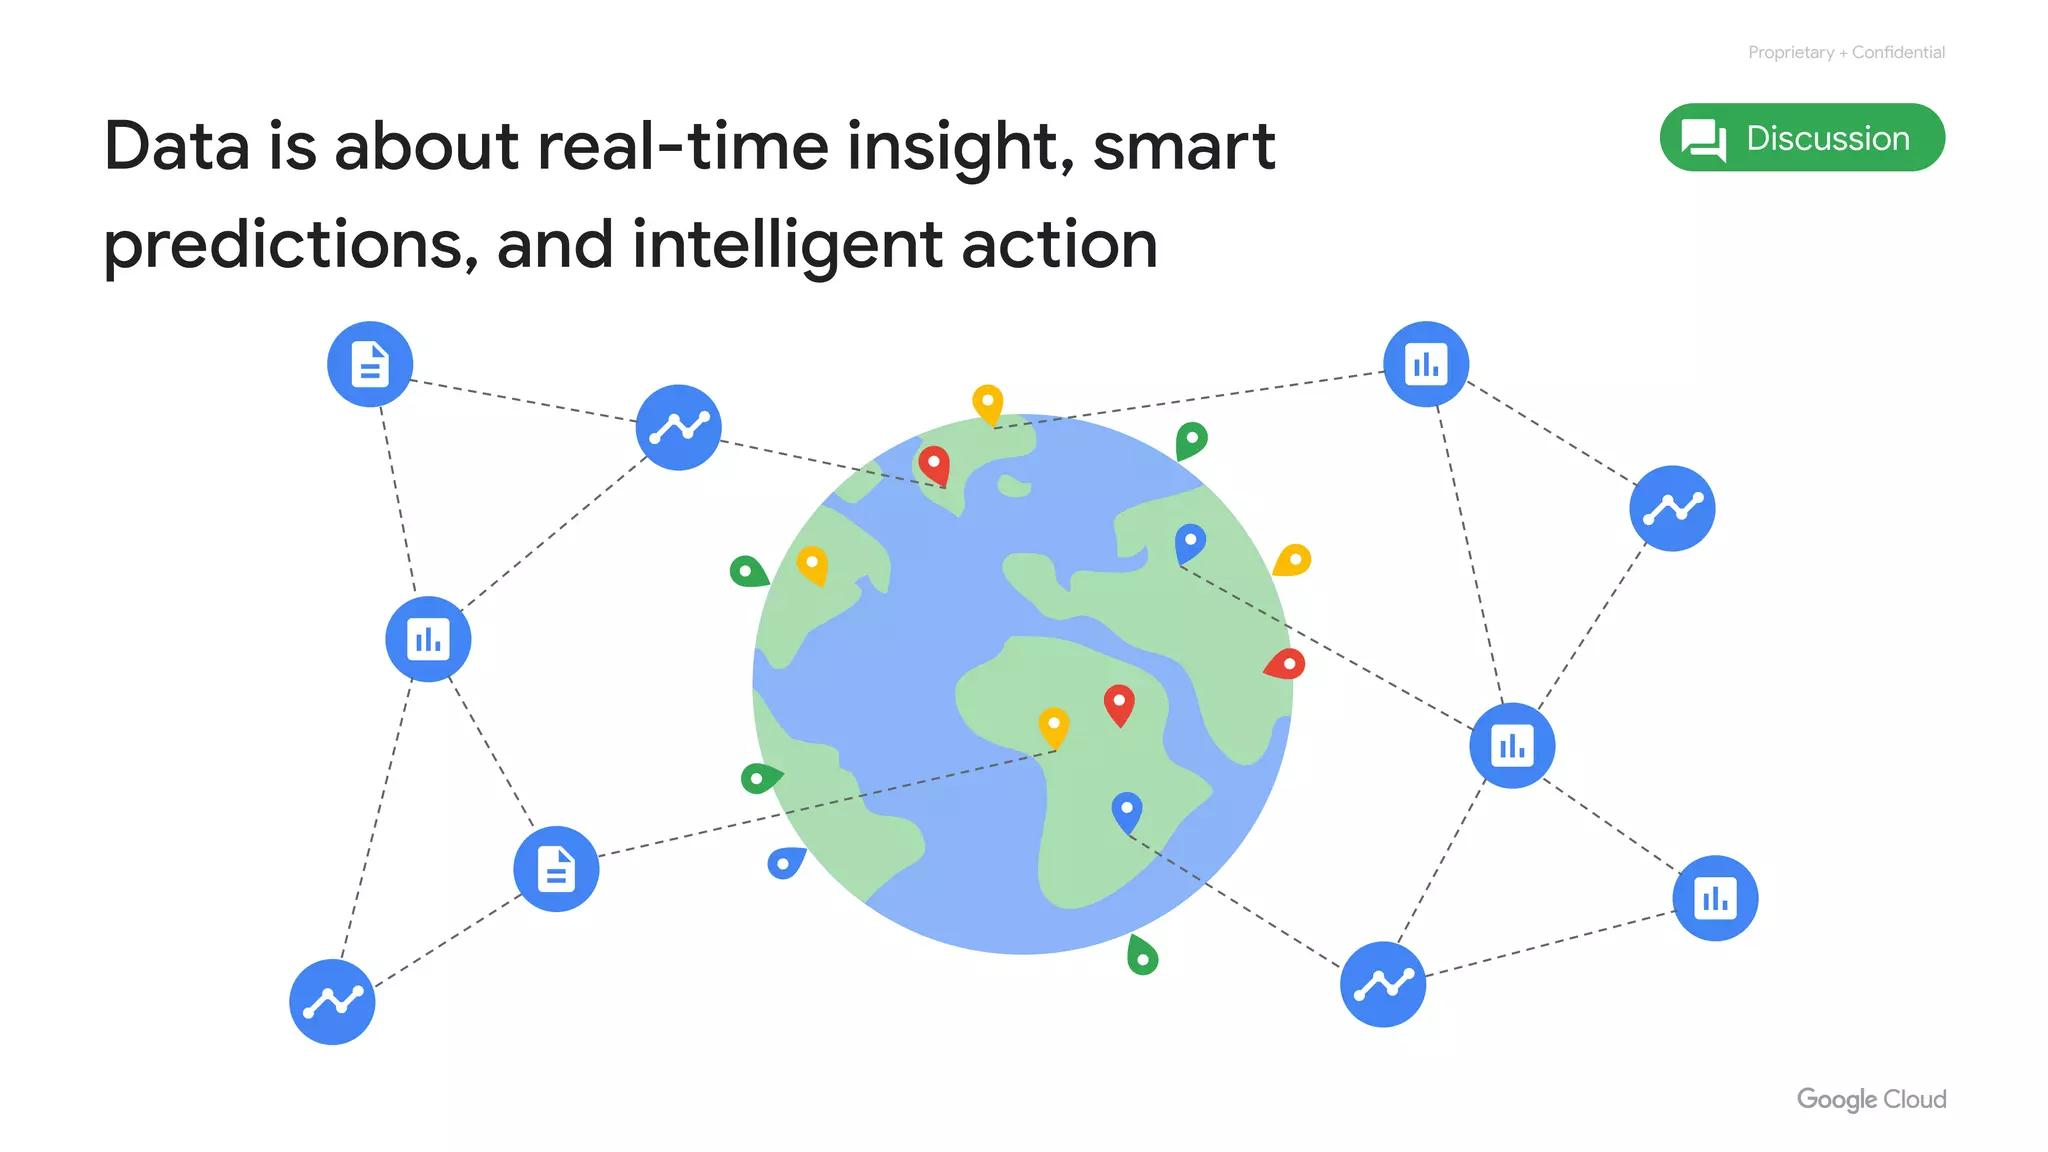 Proprietary + Confidential
Data is about real-time insight, smart
predictions, and intelligent action
Discussion
Google Cloud